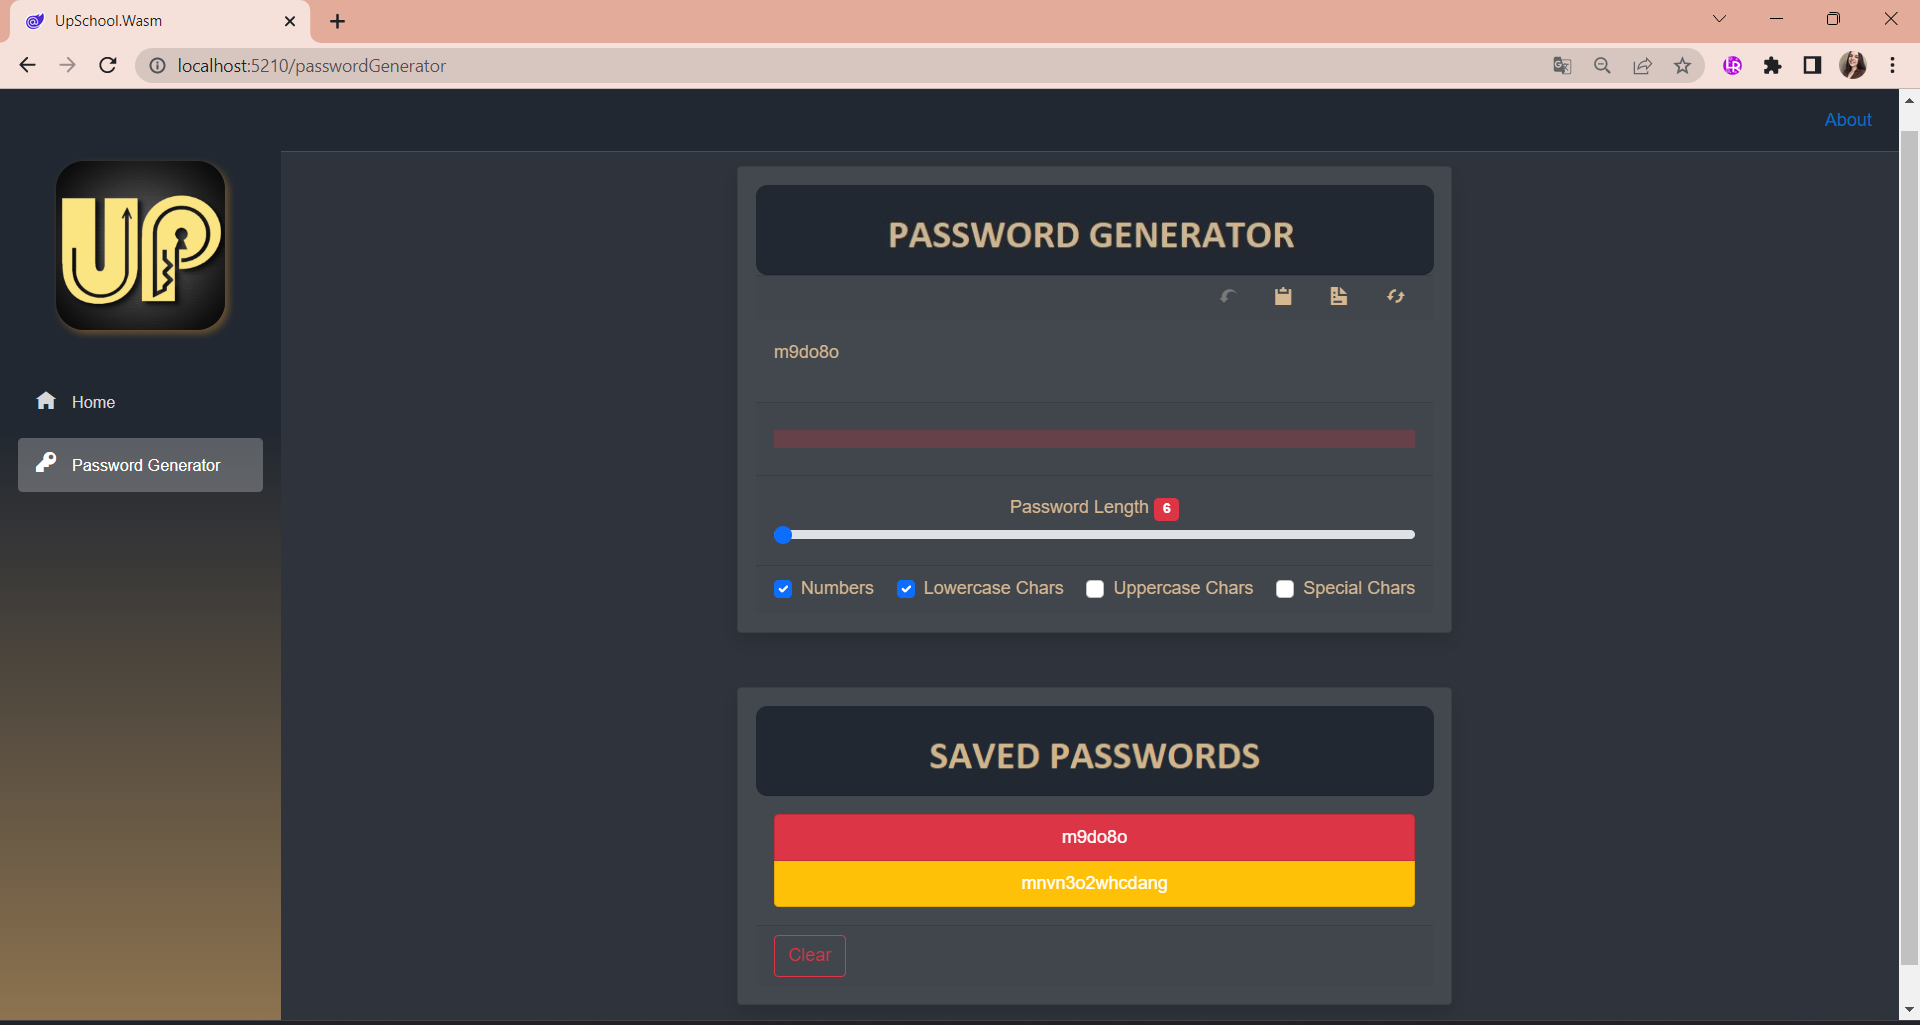 UpSchool.Wasm
localhost:5210/passwordGenerator
About
UP
Home
Password Generator
PASSWORD GENERATOR
m9do8o
Password Length 6
Numbers Lowercase Chars Uppercase Chars Special Chars
SAVED PASSWORDS
m9do8o
mnvn3o2whcdang
Clear